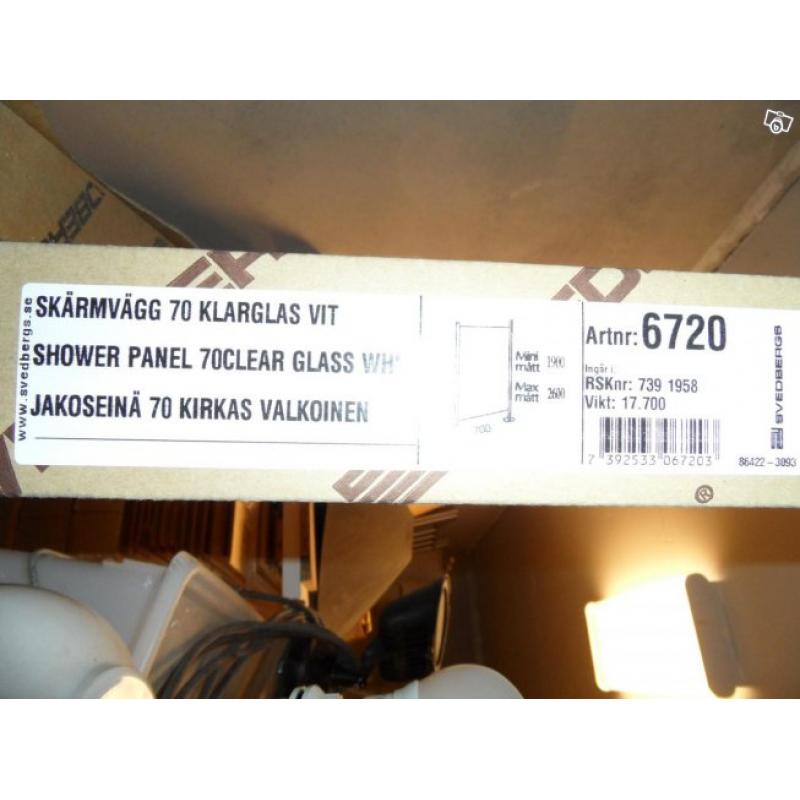 www.svedbergs.se
SKÄRMVÄGG 70 KLARGLAS VIT
SHOWER PANEL 70CLEAR GLASS
JAKOSEINÄ 70 KIRKAS VALKOINEN
Mini
mått 1900
Max
mått 2600
700
Artnr: 6720
Ingår i:
RSKnr: 739 1958
Vikt: 17.700
7 392533 067203
SVEDBERGS
86422-3093
®